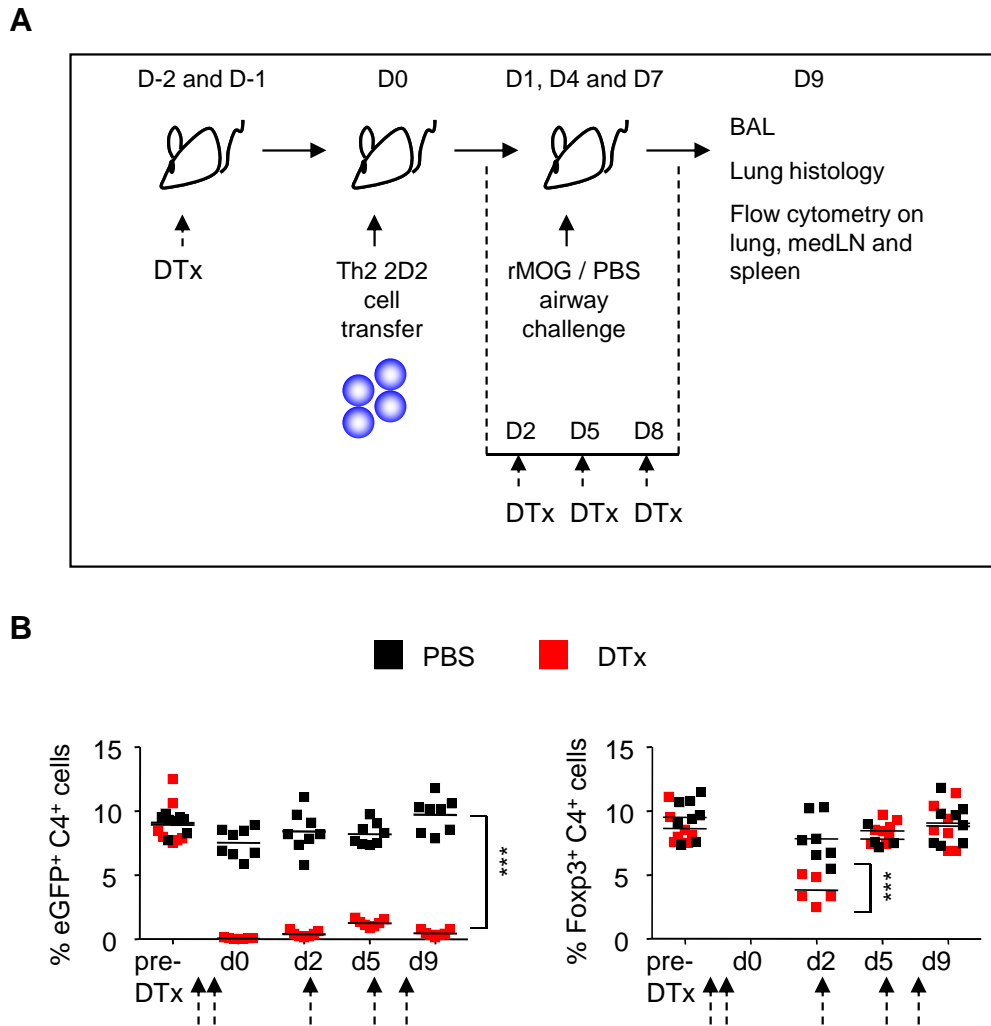 A
D-2 and D-1
D0
D1, D4 and D7
D9
BAL
Lung histology
Flow cytometry on
lung, medLN and
spleen
DTx
Th2 2D2
cell
transfer
rMOG / PBS
airway
challenge
D2 D5 D8
DTx DTx DTx
B
PBS DTx
% eGFP⁺ C4⁺ cells
15
10
5
0
***
pre-
DTx
d0 d2 d5 d9
% Foxp3⁺ C4⁺ cells
15
10
5
0
***
pre-
DTx
d0 d2 d5 d9